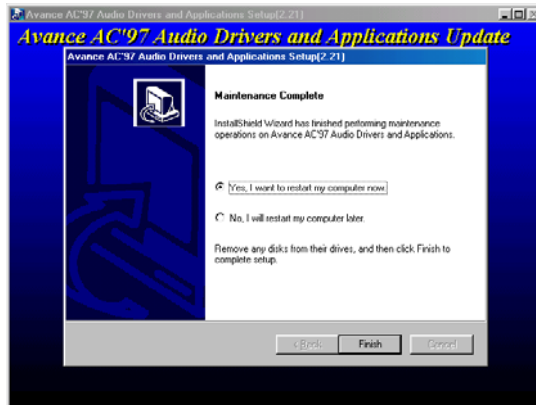 Avance AC'97 Audio Drivers and Applications Setup(2.21)
Avance AC'97 Audio Drivers and Applications Update
Avance AC'97 Audio Drivers and Applications Setup(2.21)
Maintenance Complete
InstallShield Wizard has finished performing maintenance
operations on Avance AC'97 Audio Drivers and Applications.
Yes, I want to restart my computer now.
No, I will restart my computer later.
Remove any disks from their drives, and then click Finish to
complete setup.
< Back Finish Cancel